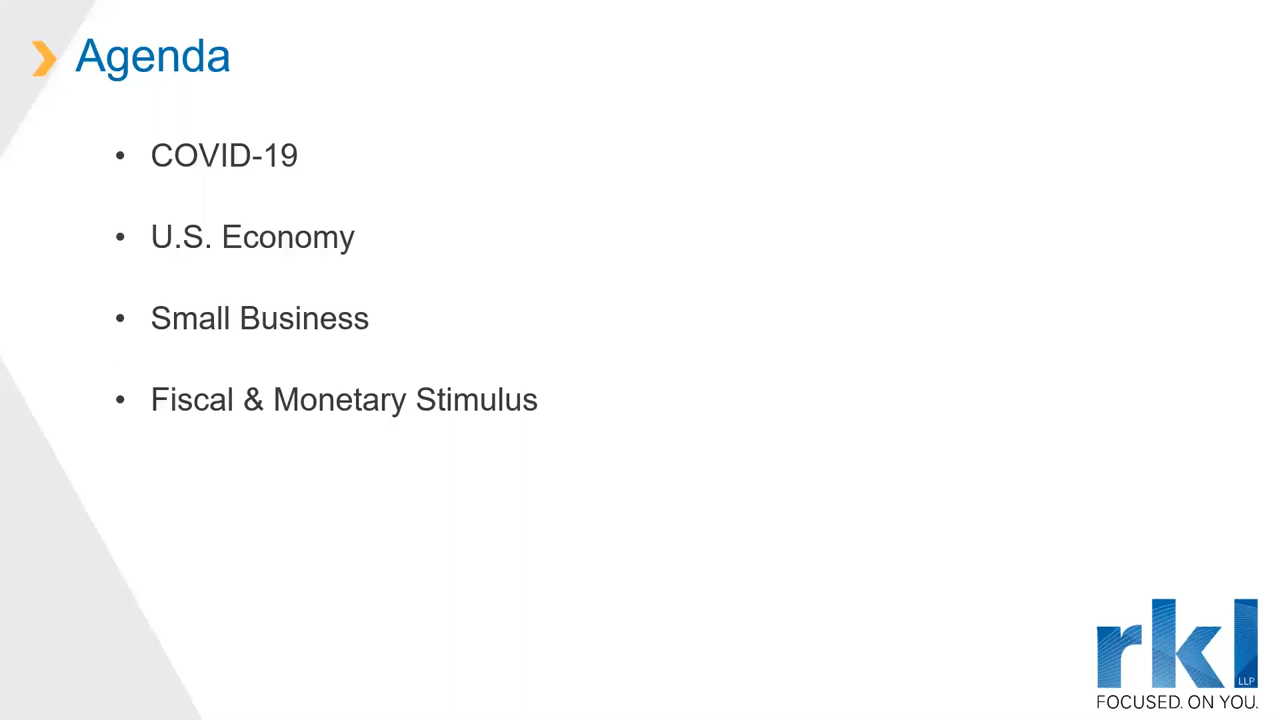 Agenda
• COVID-19
• U.S. Economy
• Small Business
• Fiscal & Monetary Stimulus
rkl
LLP
FOCUSED. ON YOU.